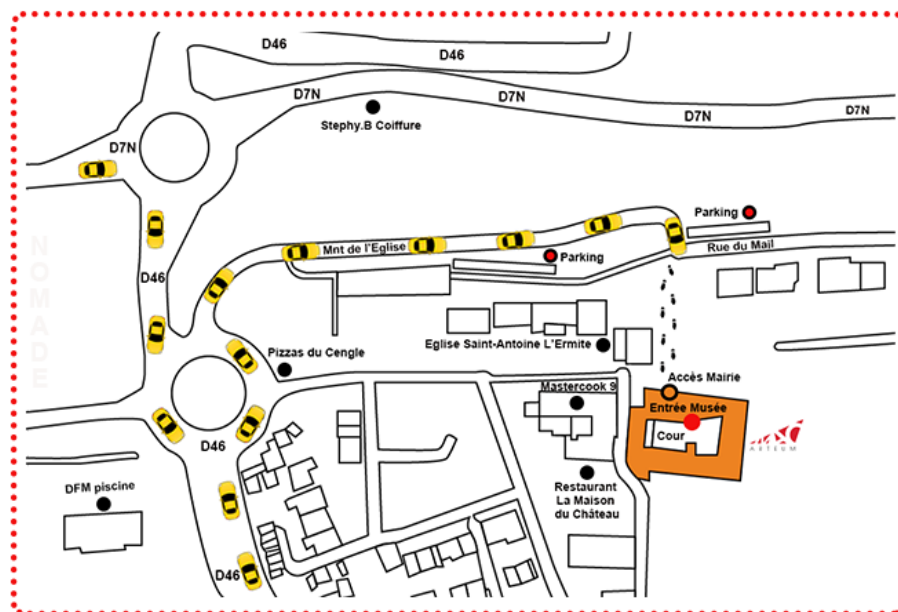 D46
D46
D7N
D7N
D7N
D7N
Stephy.B Coiffure
Parking
Mnt de l'Eglise
Rue du Mail
Parking
D46
NOMADE
Eglise Saint-Antoine L'Ermite
Pizzas du Cengle
Accès Mairie
Mastercook 9
Entrée Musée
Cour
ARTEUM
D46
DFM piscine
Restaurant
La Maison
du Château
D46